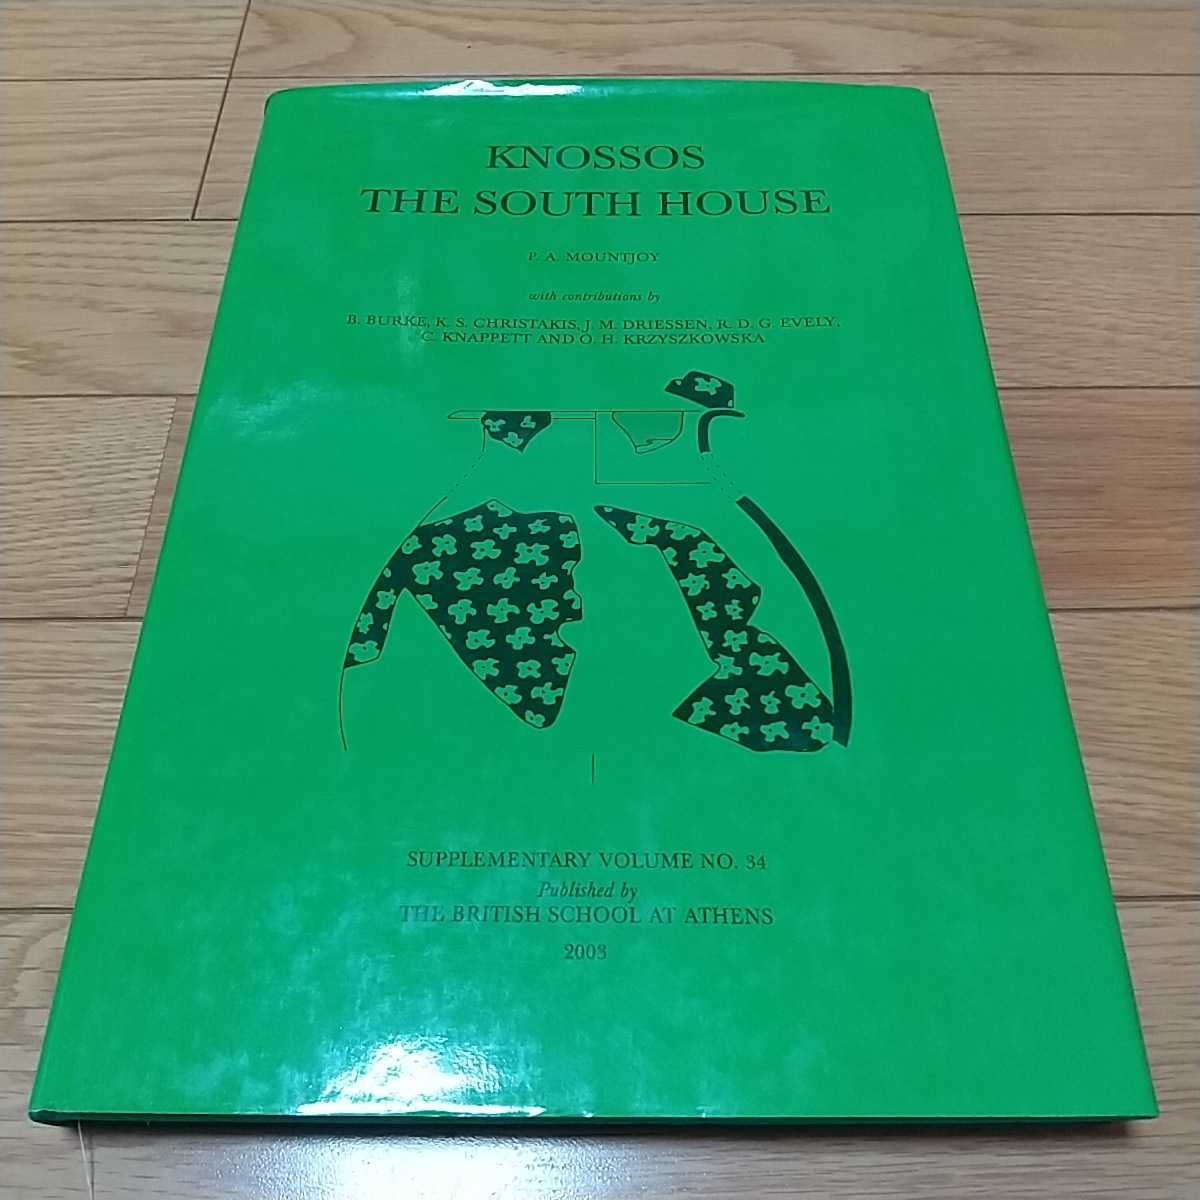 KNOSSOS
THE SOUTH HOUSE
P. A. MOUNTJOY
with contributions by
B. BURKE, K. S. CHRISTAKIS, J. M. DRIESSEN, R. D. G. EVELY,
C. KNAPPETT AND O. H. KRZYSZKOWSKA
SUPPLEMENTARY VOLUME NO. 34
Published by
THE BRITISH SCHOOL AT ATHENS
2003